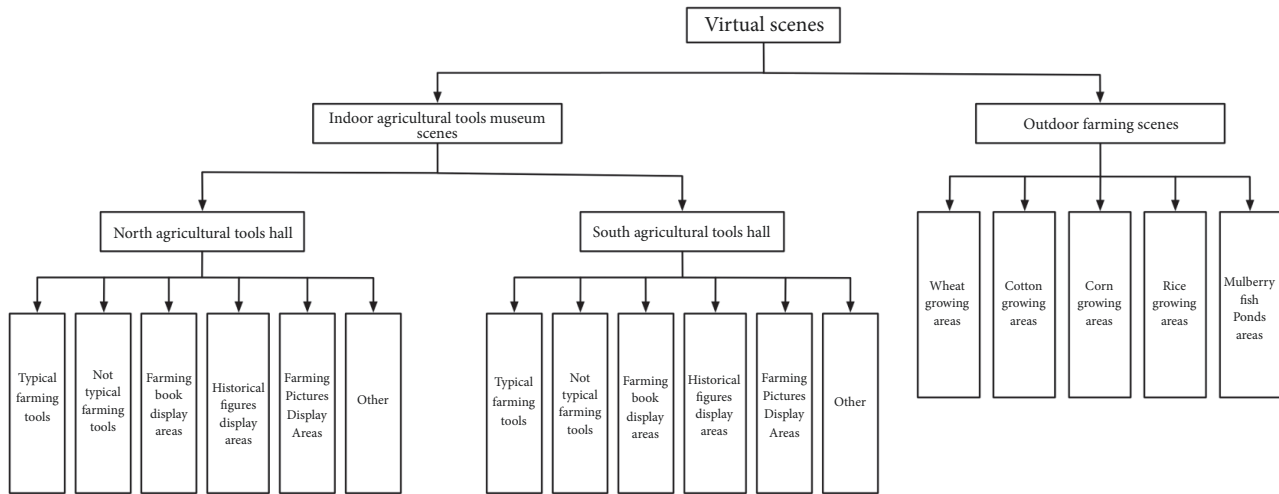 Virtual scenes
Indoor agricultural tools museum
scenes
Outdoor farming scenes
North agricultural tools hall
South agricultural tools hall
Typical
farming
tools
Not
typical
farming
tools
Farming
book
display
areas
Historical
figures
display
areas
Farming
Pictures
Display
Areas
Other
Typical
farming
tools
Not
typical
farming
tools
Farming
book
display
areas
Historical
figures
display
areas
Farming
Pictures
Display
Areas
Other
Wheat
growing
areas
Cotton
growing
areas
Corn
growing
areas
Rice
growing
areas
Mulberry
fish
Ponds
areas